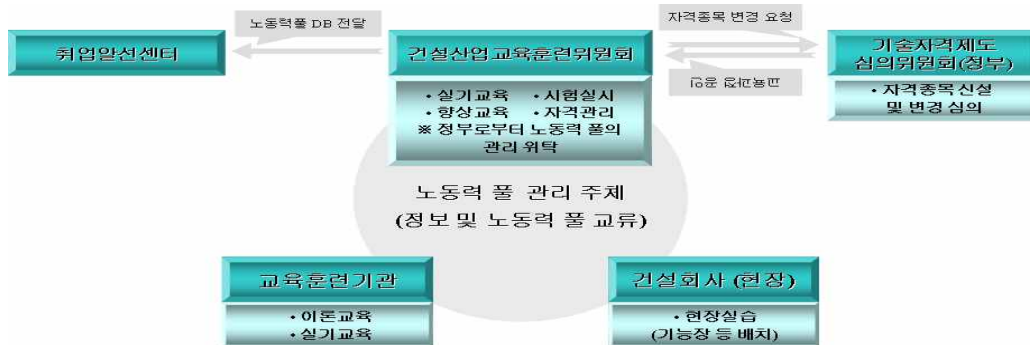 노동력풀 DB 전달
자격종목 변경 요청
취업알선센터
건설산업교육훈련위원회
기술자격제도
심의위원회(정부)
• 실기교육 • 시험실시
• 향상교육 • 자격관리
※ 정부로부터 노동력 풀의
관리 위탁
• 자격종목 신설
및 변경 심의
노동력 풀 관리 주체
(정보 및 노동력 풀 교류)
교육훈련기관
• 이론교육
• 실기교육
건설회사 (현장)
• 현장실습
(기능장 등 배치)